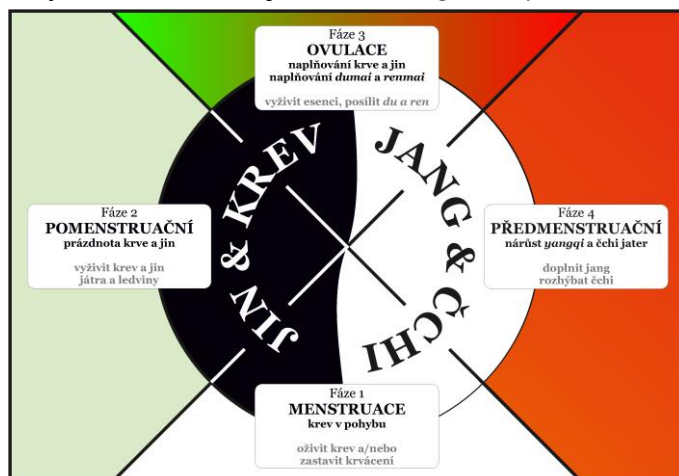 Fáze 3
OVULACE
naplňování krve a jin
naplňování dumai a renmai
vyživit esenci, posílit du a ren
JIN & KREV
JANG & ČCHI
Fáze 2
POMENSTRUAČNÍ
prázdnota krve a jin
vyživit krev a jin
játra a ledviny
Fáze 4
PŘEDMENSTRUAČNÍ
nárůst yangqi a čchi jater
doplnit jang
rozhýbat čchi
Fáze 1
MENSTRUACE
krev v pohybu
oživit krev a/nebo
zastavit krvácení